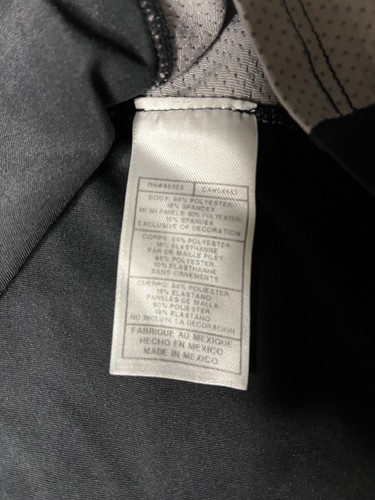 BODY: 84% POLYESTER,
16% SPANDEX
MESH PANELS: 90% POLYESTER,
10% SPANDEX
EXCLUSIVE OF DECORATION
CORPS: 84% POLYESTER,
16% ELASTHANNE
PAN DE MAILLE FILET:
90% POLYESTER,
10% ELASTHANNE
SANS ORNEMENTS
CUERPO: 84% POLIESTER,
16% ELASTANO
PANELES DE MALLA:
90% POLIESTER,
10% ELASTANO
NO INCLUYE LA DECORACION
FABRIQUE AU MEXIQUE
HECHO EN MEXICO
MADE IN MEXICO